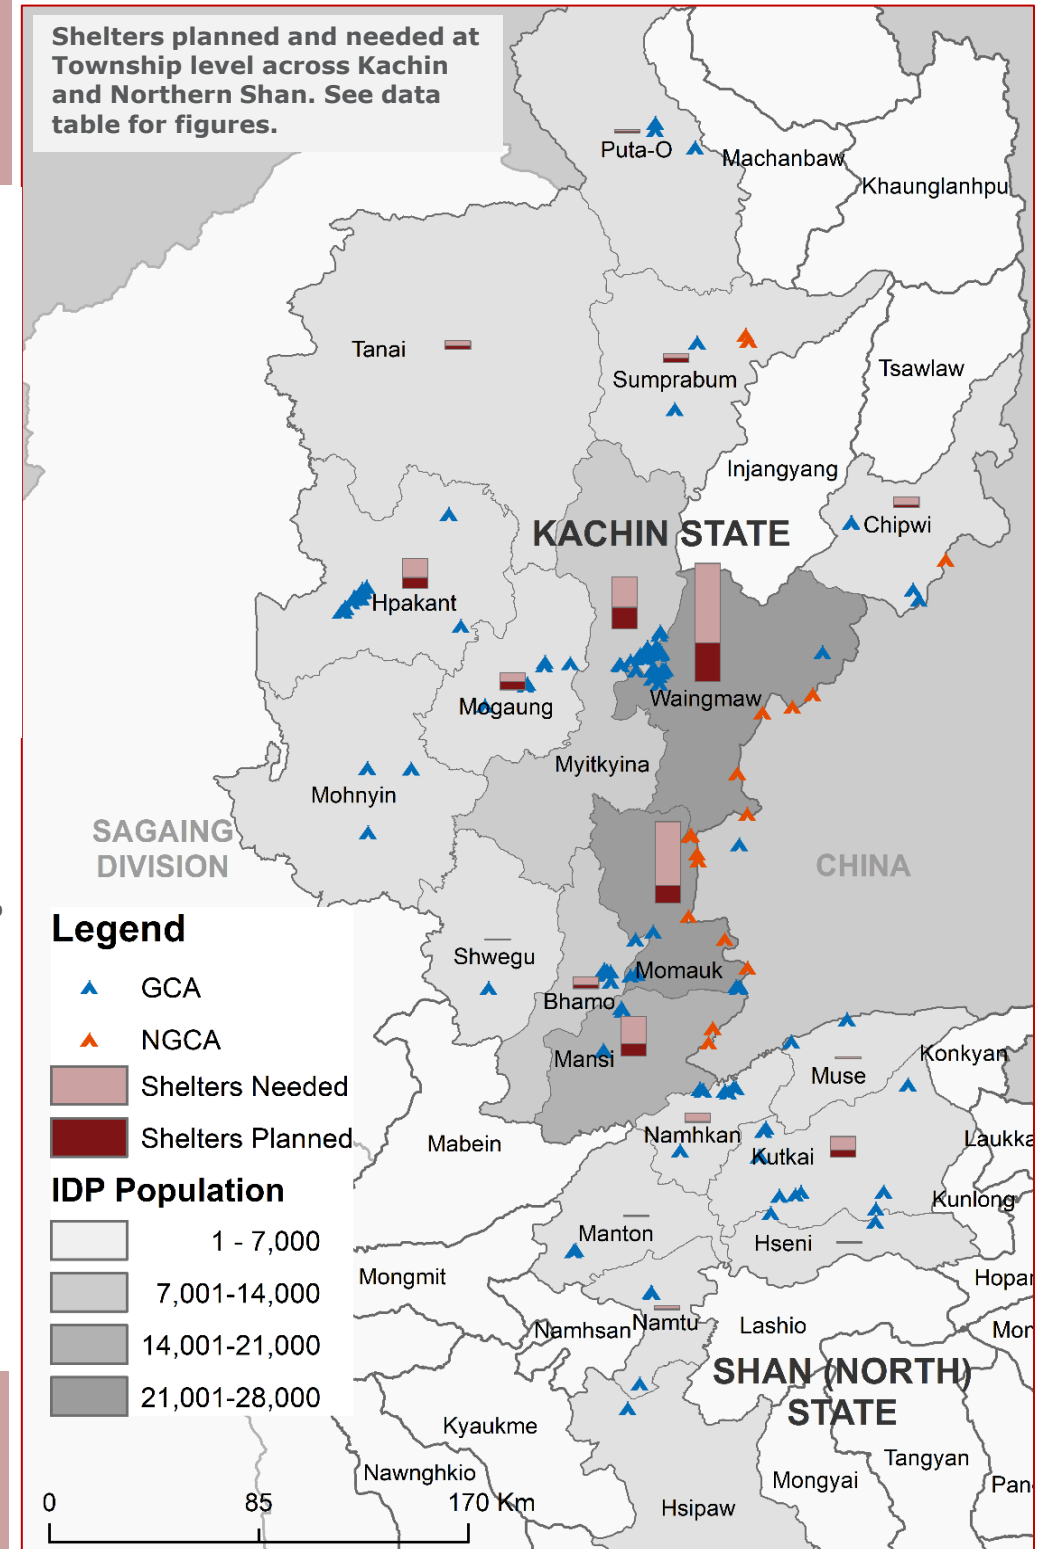 Shelters planned and needed at
Township level across Kachin
and Northern Shan. See data
table for figures.
Puta-O
Machanbaw
Khaunglanhpu
Tanai
Sumprabum
Tsawlaw
Injangyang
KACHIN STATE
Chipwi
Hpakant
Waingmaw
Mogaung
Myitkyina
Mohnyin
SAGAING
DIVISION
CHINA
Legend
GCA
NGCA
Shelters Needed
Shelters Planned
IDP Population
1 - 7,000
7,001-14,000
14,001-21,000
21,001-28,000
Shwegu
Momauk
Bhamo
Mansi
Muse
Konkyan
Namhkan
Kutkai
Laukka
Mabein
Kunlong
Manton
Hseni
Mongmit
Hopan
Namhsan
Namtu
Lashio
Mon
SHAN (NORTH)
STATE
Kyaukme
Tangyan
Nawnghkio
Mongyai
Pan
Hsipaw
0 85 170 Km